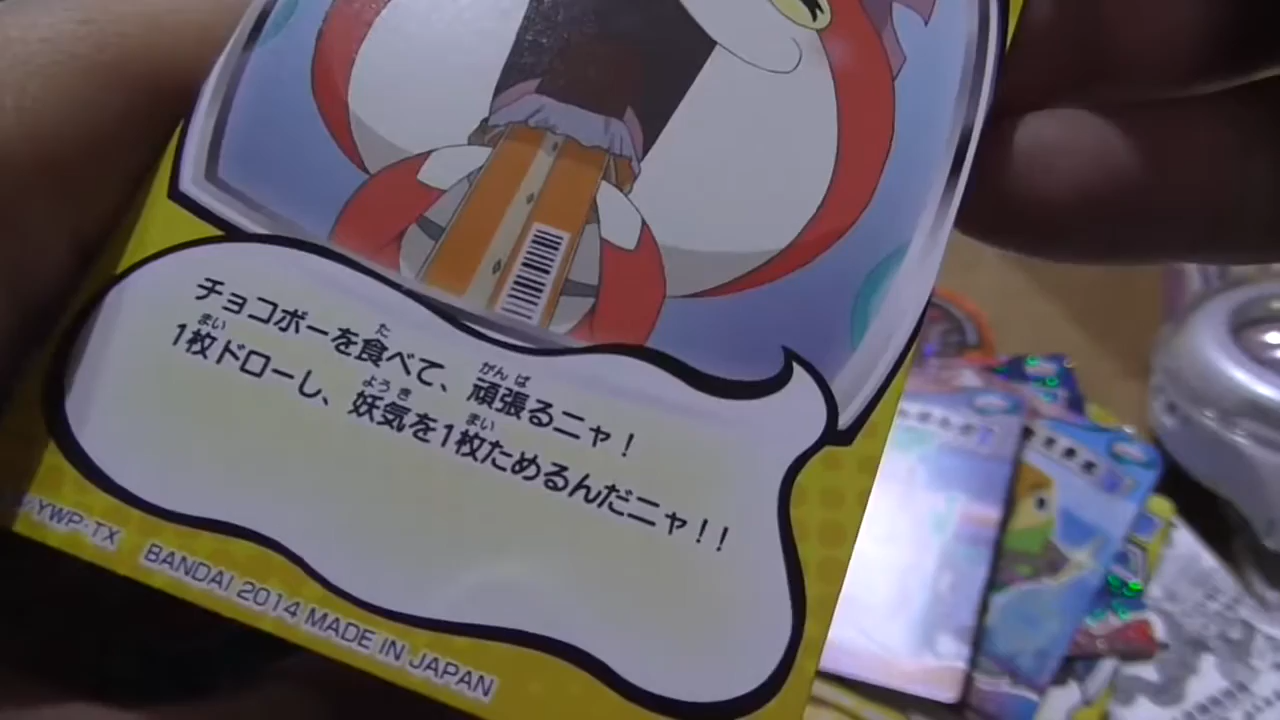 チョコボーを食べて、頑張るニャ！
1枚ドローし、妖気を1枚ためるんだニャ！！
YWP・TX BANDAI 2014 MADE IN JAPAN